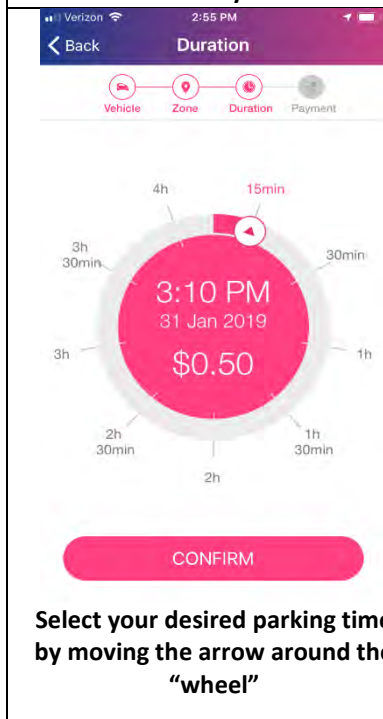 Verizon 2:55 PM
Back Duration
Vehicle Zone Duration Payment
4h 15min
3h
30min
30min
3:10 PM
31 Jan 2019
$0.50
3h 1h
2h
30min
1h
30min
2h
CONFIRM
Select your desired parking time
by moving the arrow around the
“wheel”